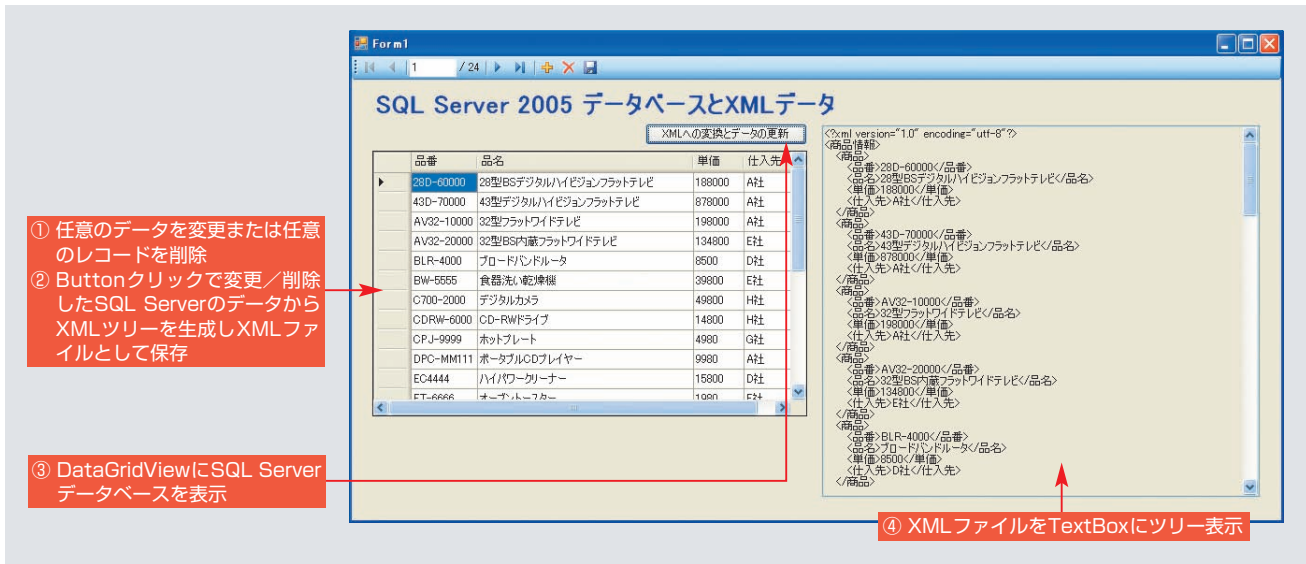 Form1
1 / 24
SQL Server 2005 データベースとXMLデータ
XMLへの変換とデータの更新
品番 品名 単価 仕入先
28D-60000 28型BSデジタルハイビジョンフラットテレビ 188000 A社
43D-70000 43型デジタルハイビジョンフラットテレビ 878000 A社
AV32-10000 32型フラットワイドテレビ 198000 A社
AV32-20000 32型BS内蔵フラットワイドテレビ 134800 E社
BLR-4000 ブロードバンドルータ 8500 D社
BW-5555 食器洗い乾燥機 39800 E社
C700-2000 デジタルカメラ 49800 H社
CDRW-6000 CD-RWドライブ 14800 H社
CPJ-9999 ホットプレート 4980 G社
DPC-MM111 ポータブルCDプレイヤー 9980 A社
EC4444 ハイパワークリーナー 15800 D社
ET-6666 オーブントースター 1980
<?xml version="1.0" encoding="utf-8"?>
<商品情報>
<商品>
<品番>28D-60000</品番>
<品名>28型BSデジタルハイビジョンフラットテレビ</品名>
<単価>188000</単価>
<仕入先>A社</仕入先>
</商品>
<商品>
<品番>43D-70000</品番>
<品名>43型デジタルハイビジョンフラットテレビ</品名>
<単価>878000</単価>
<仕入先>A社</仕入先>
</商品>
<商品>
<品番>AV32-10000</品番>
<品名>32型フラットワイドテレビ</品名>
<単価>198000</単価>
<仕入先>A社</仕入先>
</商品>
<商品>
<品番>AV32-20000</品番>
<品名>32型BS内蔵フラットワイドテレビ</品名>
<単価>134800</単価>
<仕入先>E社</仕入先>
</商品>
<商品>
<品番>BLR-4000</品番>
<品名>ブロードバンドルータ</品名>
<単価>8500</単価>
<仕入先>D社</仕入先>
</商品>
① 任意のデータを変更または任意
のレコードを削除
② Buttonクリックで変更／削除
したSQL Serverのデータから
XMLツリーを生成しXMLファ
イルとして保存
③ DataGridViewにSQL Server
データベースを表示
④ XMLファイルをTextBoxにツリー表示